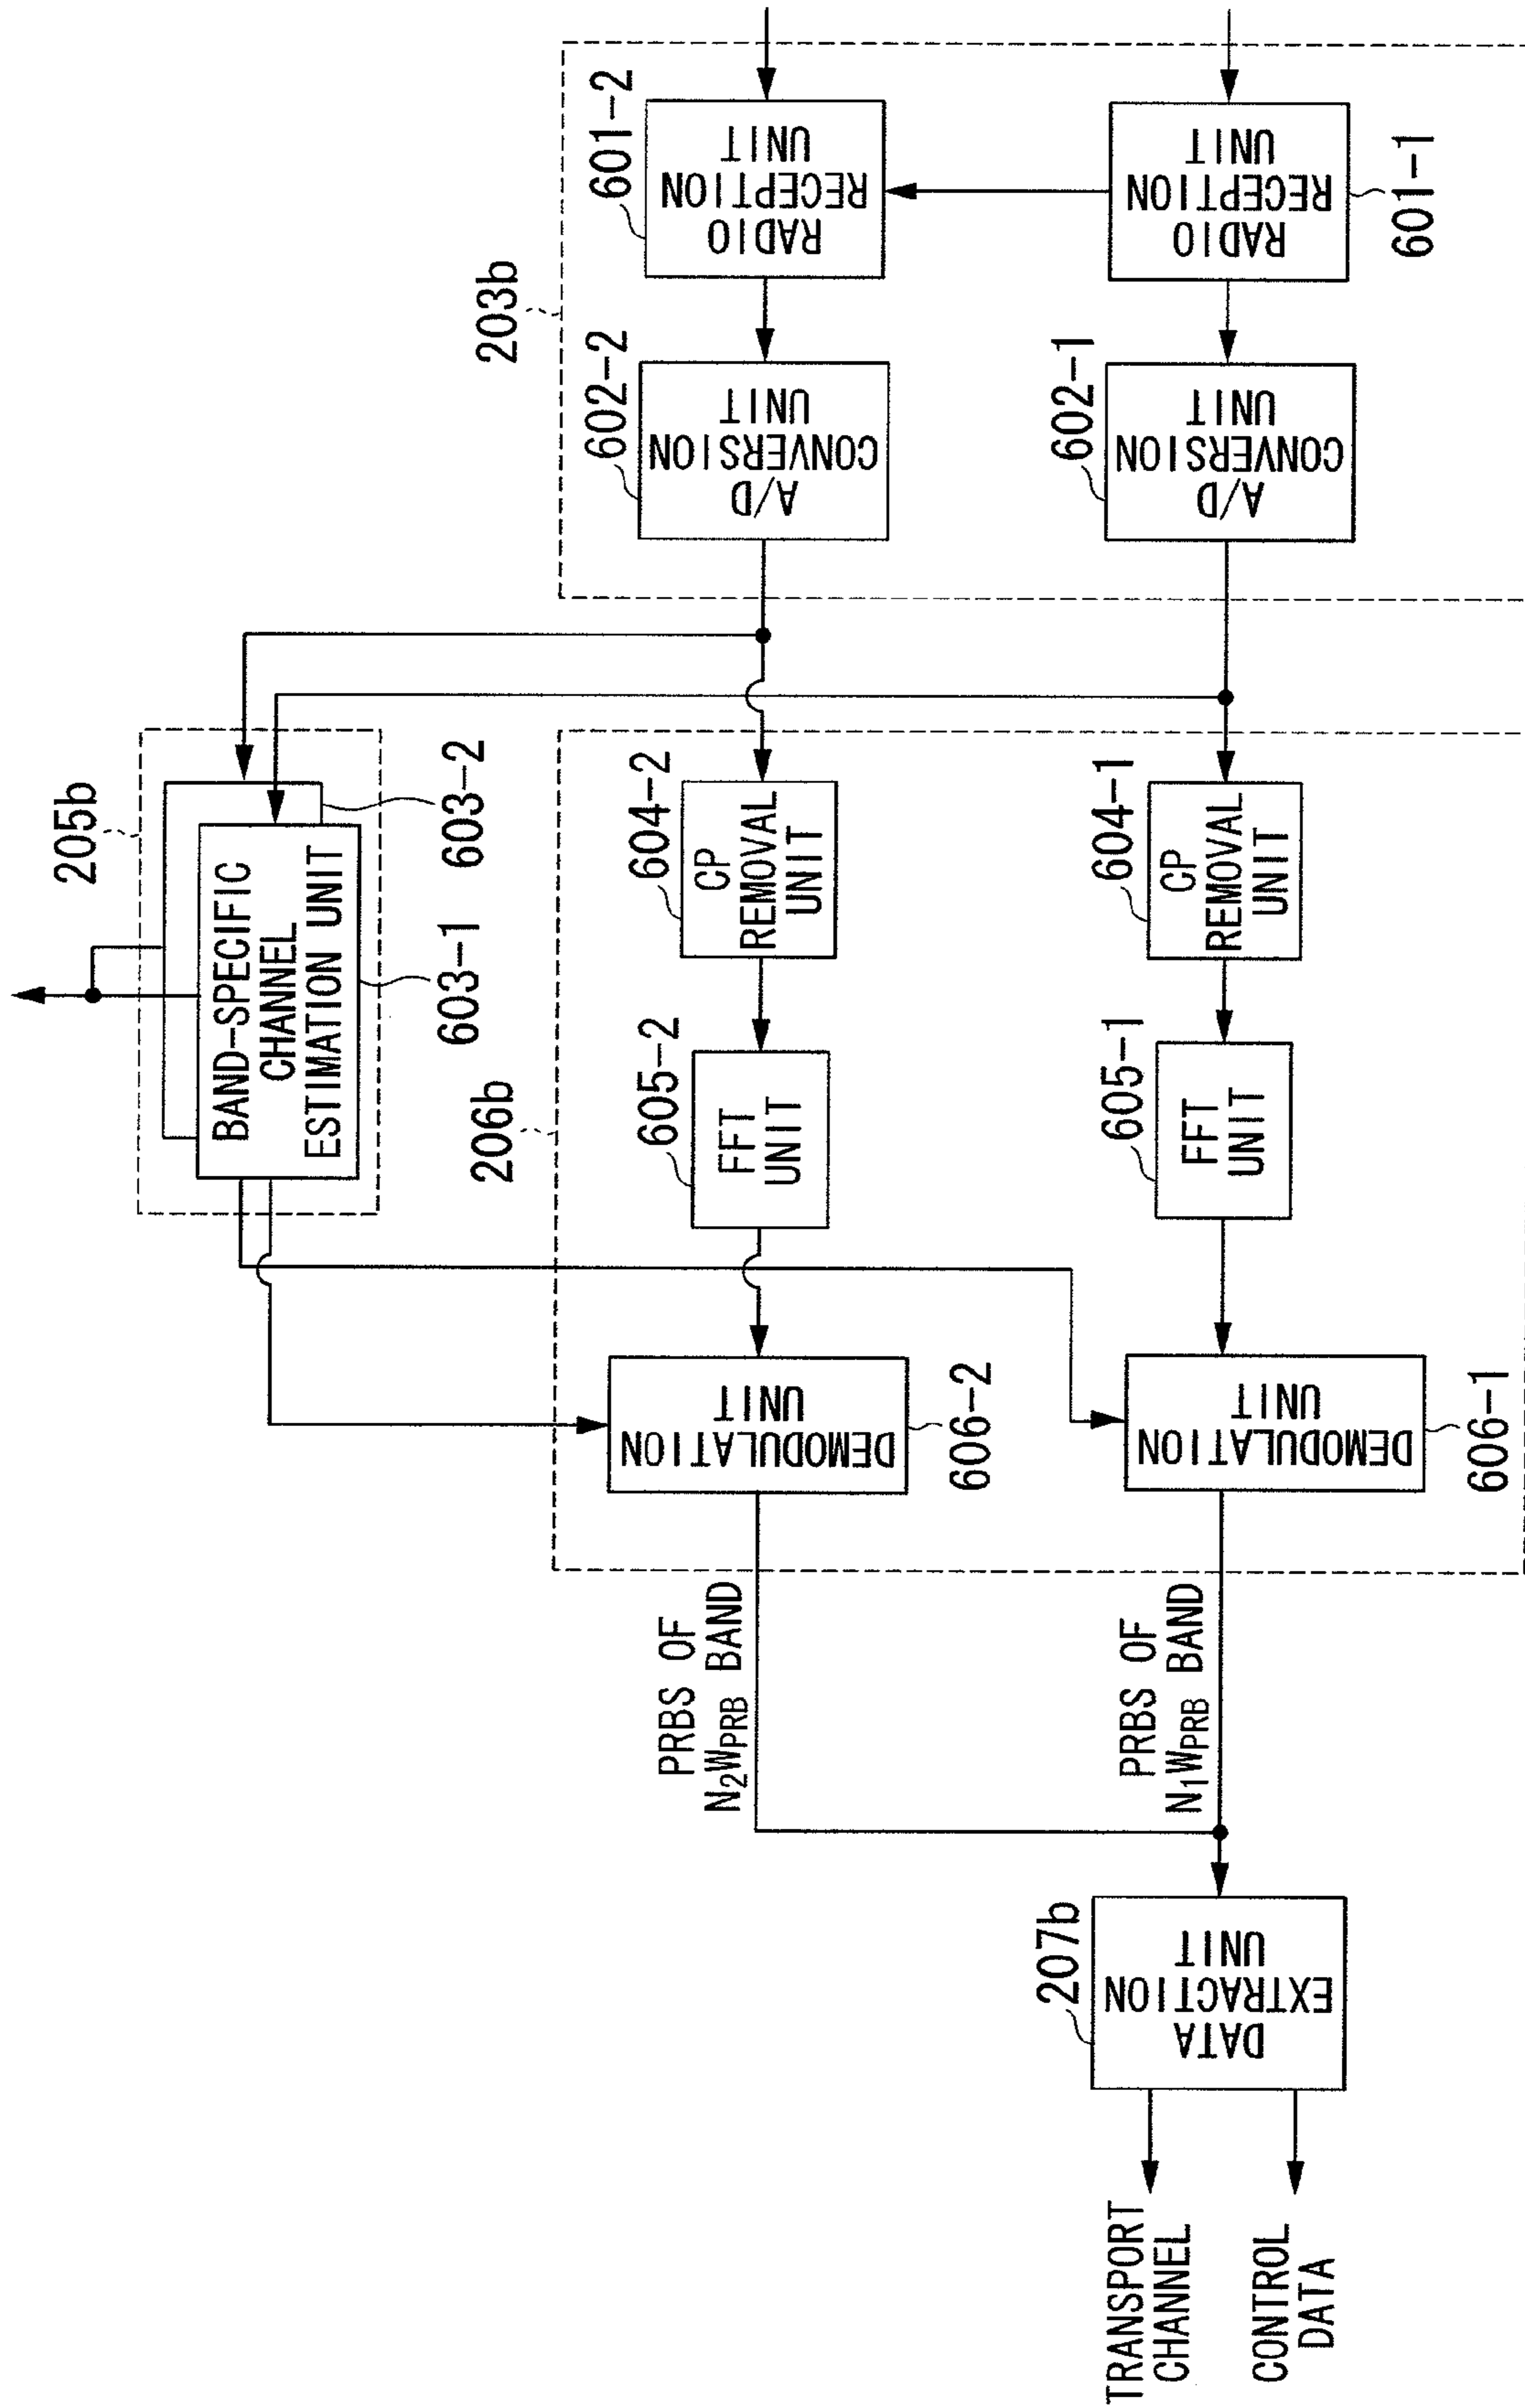 203b
601-2
RADIO
RECEPTION
UNIT
601-1
RADIO
RECEPTION
UNIT
602-2
A/D
CONVERSION
UNIT
602-1
A/D
CONVERSION
UNIT
205b
BAND-SPECIFIC
CHANNEL
ESTIMATION UNIT
603-1
603-2
206b
604-2
CP
REMOVAL
UNIT
604-1
CP
REMOVAL
UNIT
605-2
FFT
UNIT
605-1
FFT
UNIT
DEMODULATION
UNIT
606-2
DEMODULATION
UNIT
606-1
PRBS OF
N₂WPRB BAND
PRBS OF
N₁WPRB BAND
207b
DATA
EXTRACTION
UNIT
TRANSPORT
CHANNEL
CONTROL
DATA